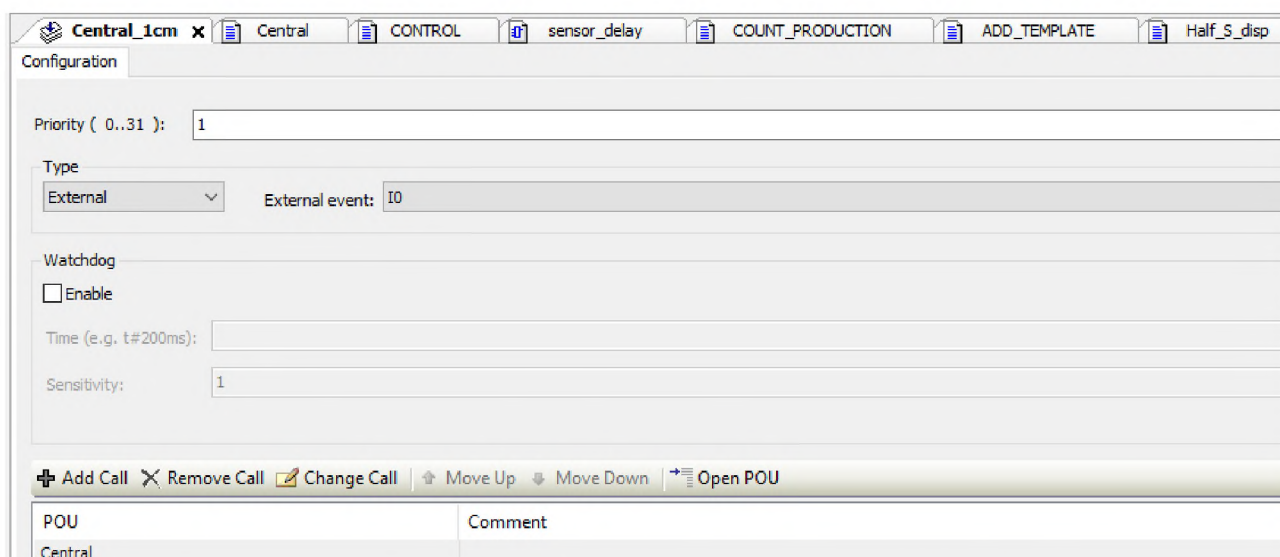 Central_1cm Central CONTROL sensor_delay COUNT_PRODUCTION ADD_TEMPLATE Half_S_disp
Configuration
Priority ( 0..31 ): 1
Type
External External event: I0
Watchdog
Enable
Time (e.g. t#200ms):
Sensitivity: 1
Add Call Remove Call Change Call Move Up Move Down Open POU
POU Comment
Central